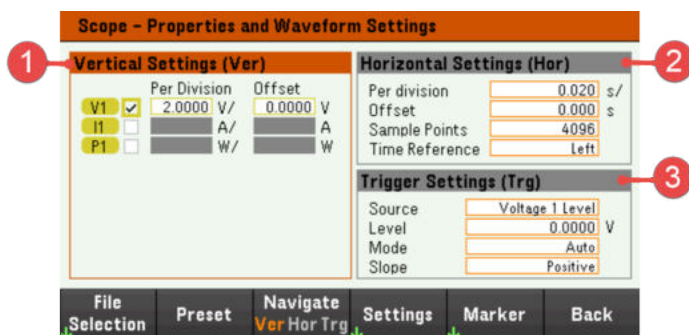 Scope - Properties and Waveform Settings
1
Vertical Settings (Ver)
Per Division Offset
V1 2.0000 V/ 0.0000 V
I1 A/ A
P1 W/ W
2
Horizontal Settings (Hor)
Per division 0.020 s/
Offset 0.000 s
Sample Points 4096
Time Reference Left
3
Trigger Settings (Trg)
Source Voltage 1 Level
Level 0.0000 V
Mode Auto
Slope Positive
File Selection
Preset
Navigate
Ver Hor Trg
Settings
Marker
Back